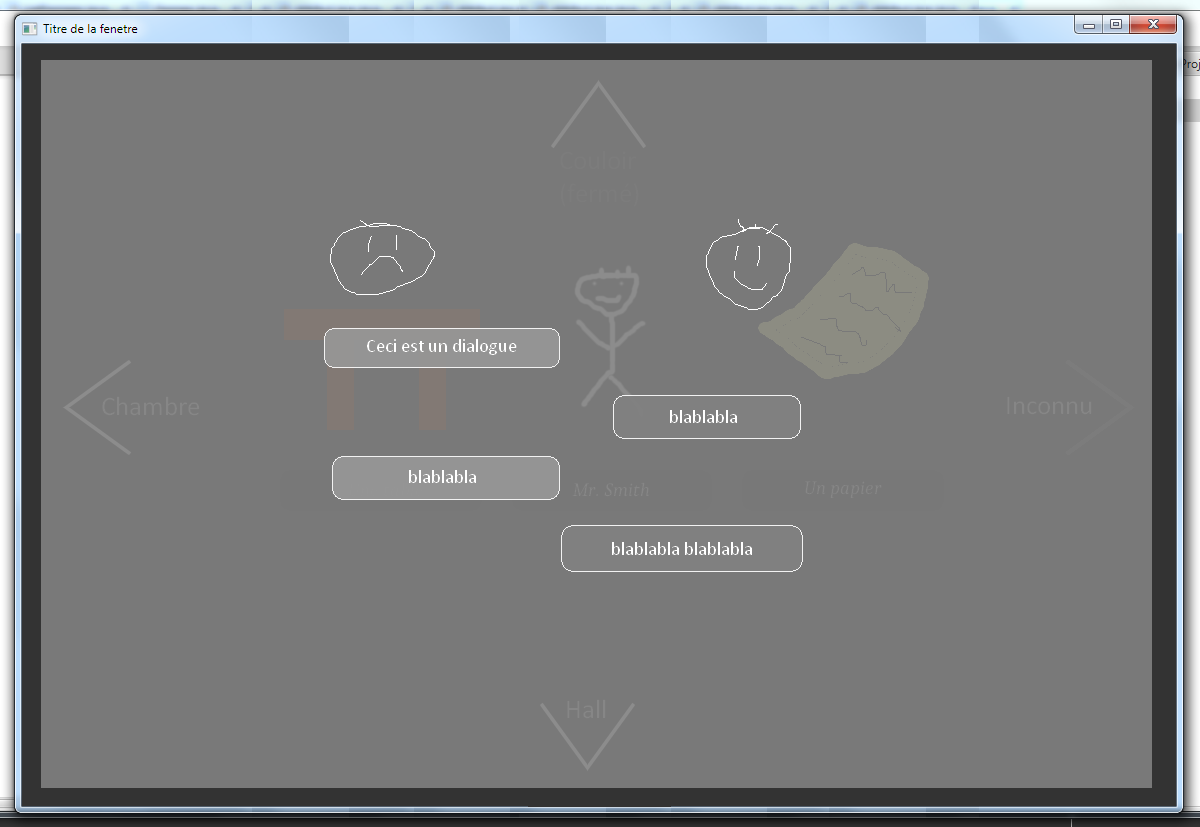 Titre de la fenetre
Proj
Couloir
(fermé)
Ceci est un dialogue
Chambre
Inconnu
blablabla
blablabla
Mr. Smith
Un papier
blablabla blablabla
Hall